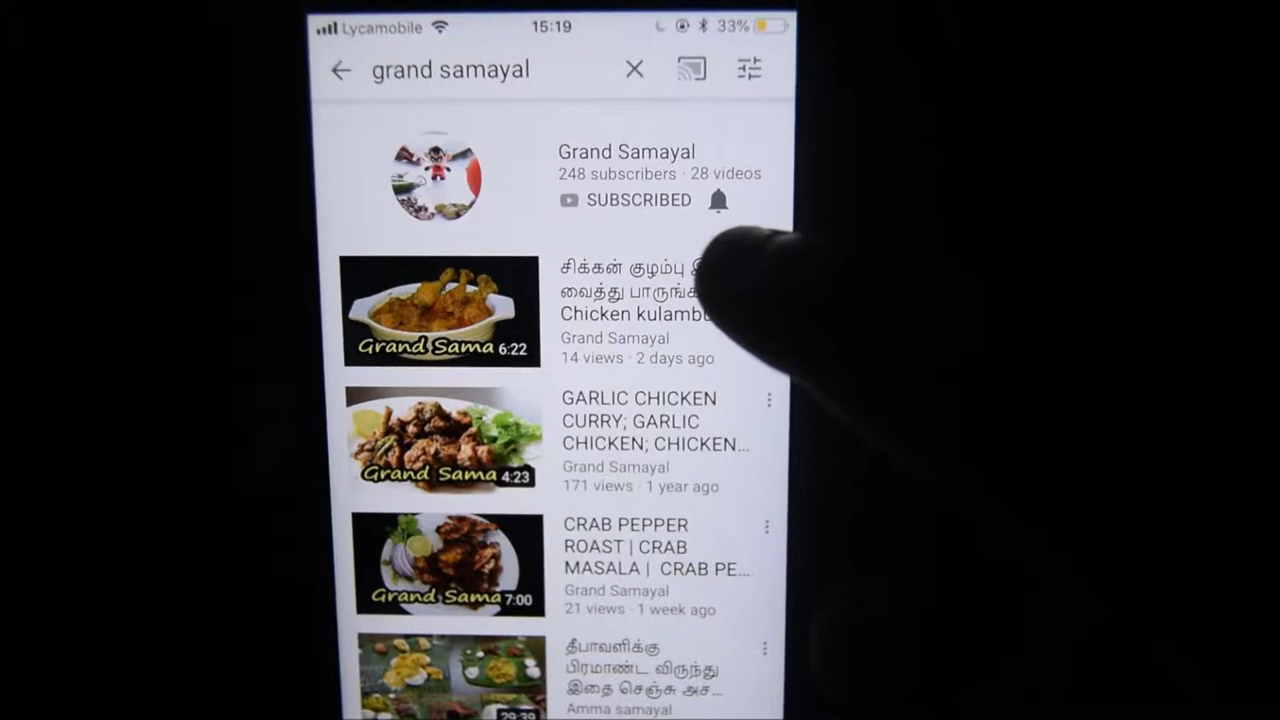 Lycamobile 15:19 33%
grand samayal
Grand Samayal
248 subscribers · 28 videos
SUBSCRIBED
சிக்கன் குழம்பு
வைத்து
Chicken kulambu
Grand Samayal
14 views · 2 days ago
Grand Sama 6:22
GARLIC CHICKEN
CURRY; GARLIC
CHICKEN; CHICKEN...
Grand Samayal
171 views · 1 year ago
Grand Sama 4:23
CRAB PEPPER
ROAST | CRAB
MASALA | CRAB PE...
Grand Samayal
21 views · 1 week ago
Grand Sama 7:00
தீபாவளிக்கு
பிரமாண்ட விருந்து
இதை செஞ்சு அச...
Amma samayal
29:39